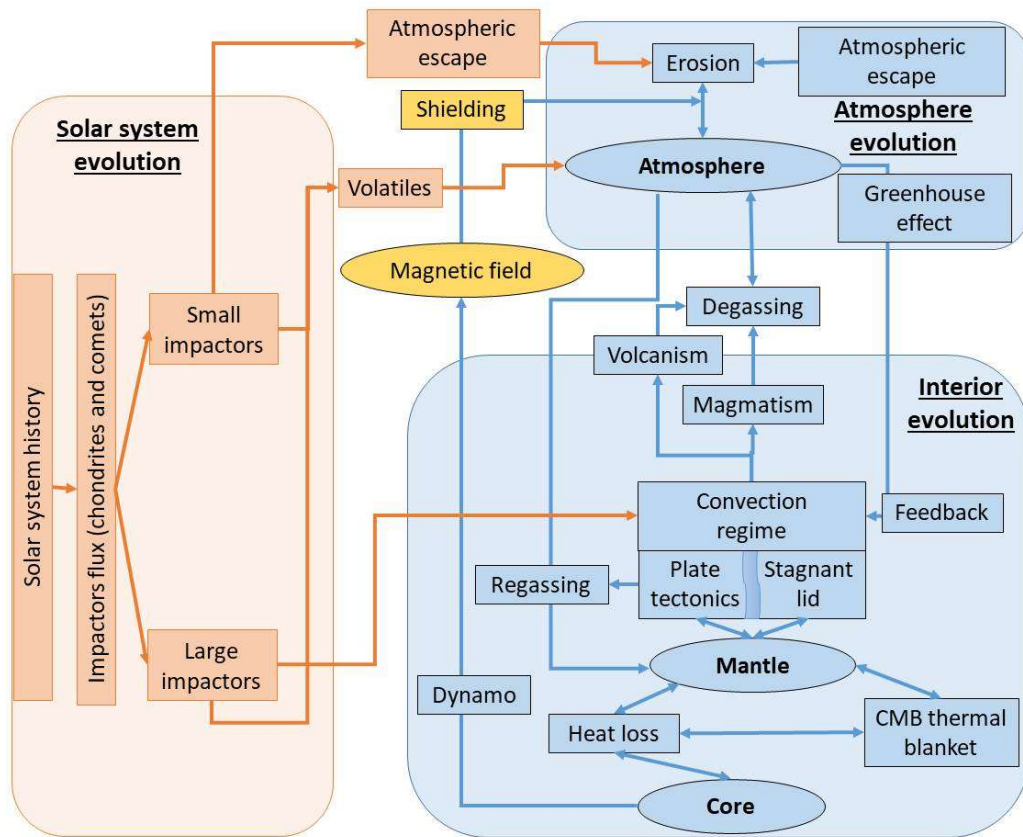 Solar system
evolution
Solar system history
Impactors flux (chondrites and comets)
Small
impactors
Large
impactors
Atmospheric
escape
Shielding
Volatiles
Magnetic field
Dynamo
Erosion
Atmospheric
escape
Atmosphere
evolution
Atmosphere
Greenhouse
effect
Degassing
Volcanism
Magmatism
Interior
evolution
Convection
regime
Feedback
Plate
tectonics
Stagnant
lid
Regassing
Mantle
Heat loss
CMB thermal
blanket
Core